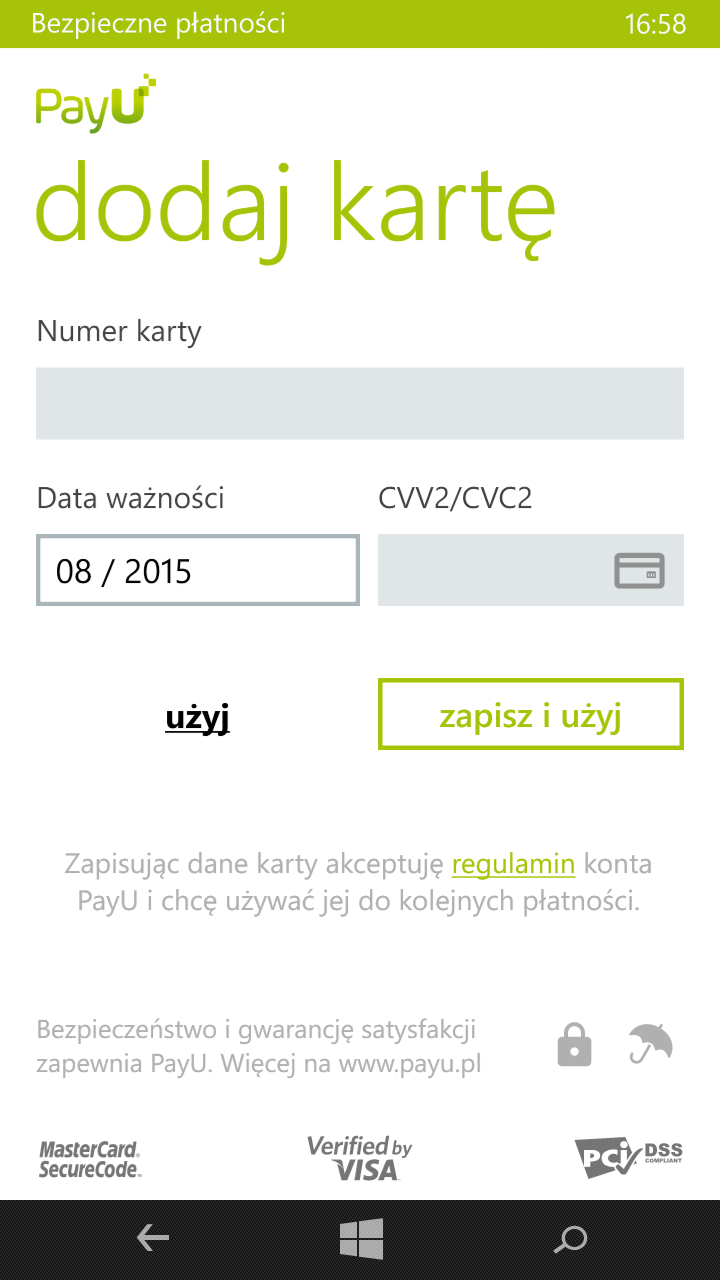 Bezpieczne płatności 16:58
PayU
dodaj kartę
Numer karty
Data ważności CVV2/CVC2
08 / 2015
użyj zapisz i użyj
Zapisując dane karty akceptuję regulamin konta
PayU i chcę używać jej do kolejnych płatności.
Bezpieczeństwo i gwarancję satysfakcji
zapewnia PayU. Więcej na www.payu.pl
MasterCard.
SecureCode™
Verified by
VISA
PCI DSS
COMPLIANT